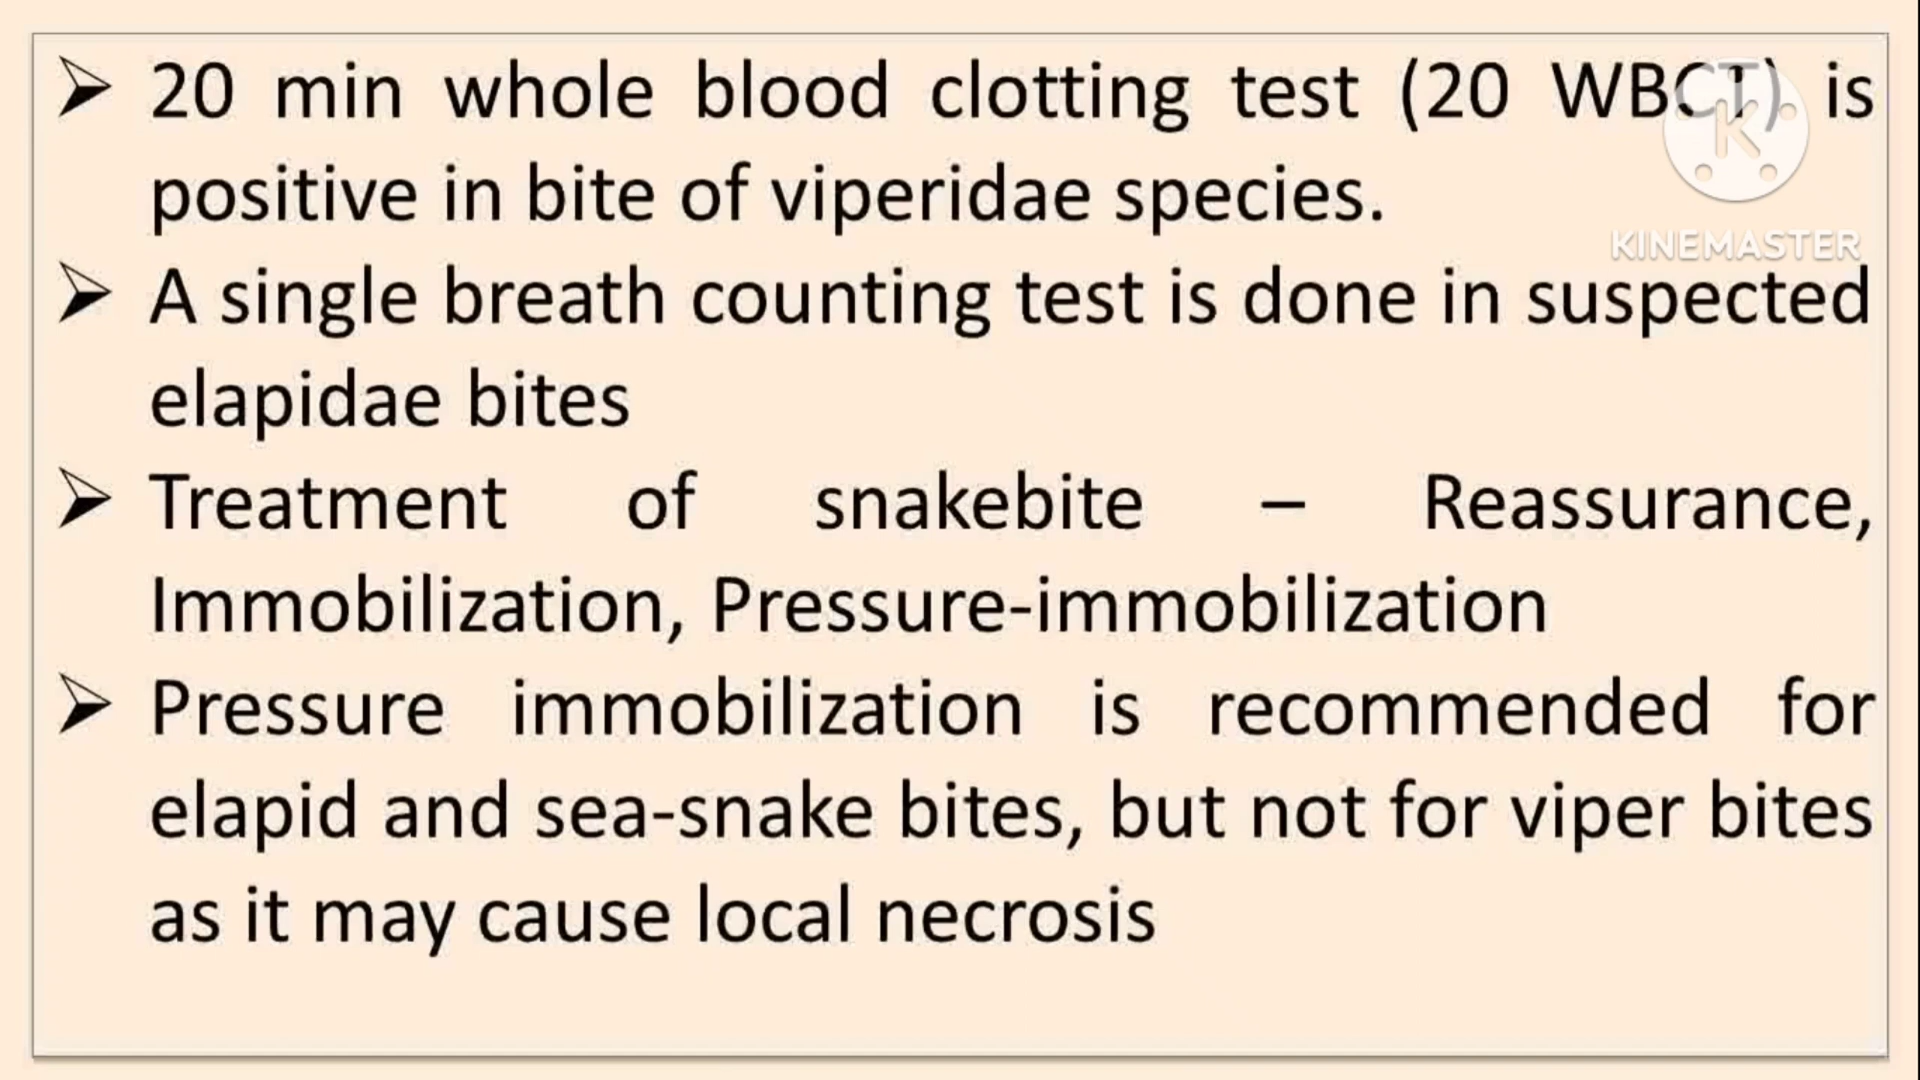 ➢ 20 min whole blood clotting test (20 WBCT) is
positive in bite of viperidae species.
KINEMASTER
➢ A single breath counting test is done in suspected
elapidae bites
➢ Treatment of snakebite – Reassurance,
Immobilization, Pressure-immobilization
➢ Pressure immobilization is recommended for
elapid and sea-snake bites, but not for viper bites
as it may cause local necrosis